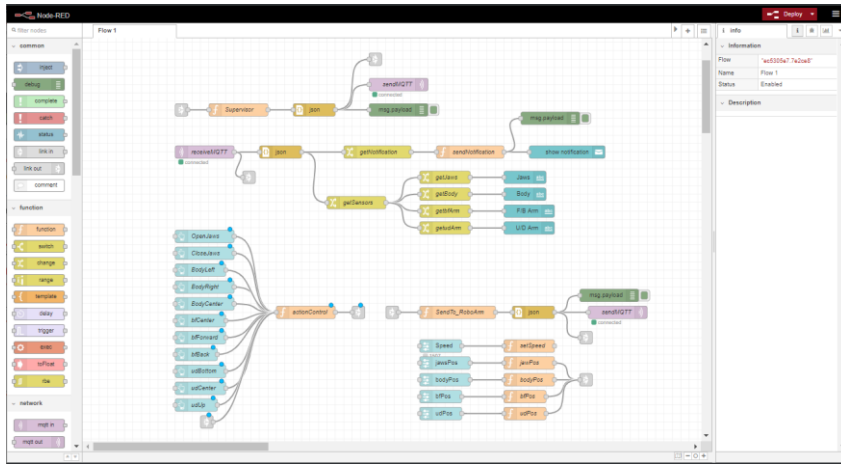 Node-RED
Deploy
filter nodes
Flow 1
info
common
inject
debug
complete
catch
status
link in
link out
comment
function
function
switch
change
range
template
delay
trigger
exec
toFloat
rbe
network
mqtt in
mqtt out
Information
Flow
Name
Flow 1
Status
Enabled
Description
sendMQTT
connected
Supervisor
json
msg.payload
msg.payload
receiveMQTT
connected
json
getNotification
sendNotification
show notification
getSensors
getJaws
Jaws
getBody
Body
getbfArm
F/B Arm
getudArm
U/D Arm
OpenJaws
CloseJaws
BodyLeft
BodyRight
BodyCenter
bfCenter
bfForward
bfBack
udBottom
udCenter
udUp
actionControl
SendTo_RoboArm
json
msg.payload
sendMQTT
connected
Speed
setSpeed
jawsPos
jawPos
bodyPos
bodyPos
bfPos
bfPos
udPos
udPos